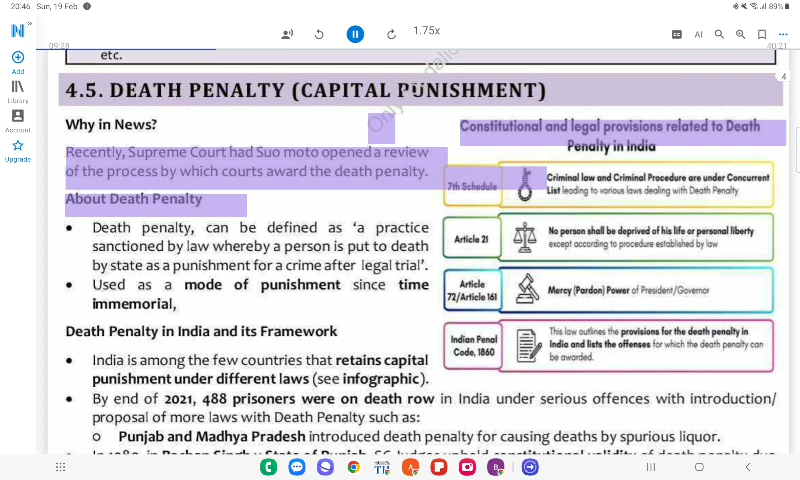 20:46 Sun, 19 Feb
89%
N
»
1.75x
AI
09:28
40:21
Add
Library
Account
Upgrade
etc.
4
4.5. DEATH PENALTY (CAPITAL PUNISHMENT)
Why in News?
Recently, Supreme Court had Suo moto opened a review
of the process by which courts award the death penalty.
About Death Penalty
• Death penalty, can be defined as ‘a practice
sanctioned by law whereby a person is put to death
by state as a punishment for a crime after legal trial’.
• Used as a mode of punishment since time
immemorial,
Death Penalty in India and its Framework
• India is among the few countries that retains capital
punishment under different laws (see infographic).
Constitutional and legal provisions related to Death
Penalty in India
7th Schedule
Criminal law and Criminal Procedure are under Concurrent
List leading to various laws dealing with Death Penalty
Article 21
No person shall be deprived of his life or personal liberty
except according to procedure established by law
Article
72/Article 161
Mercy (Pardon) Power of President/Governor
Indian Penal
Code, 1860
This law outlines the provisions for the death penalty in
India and lists the offenses for which the death penalty can
be awarded.
• By end of 2021, 488 prisoners were on death row in India under serious offences with introduction/
proposal of more laws with Death Penalty such as:
o Punjab and Madhya Pradesh introduced death penalty for causing deaths by spurious liquor.